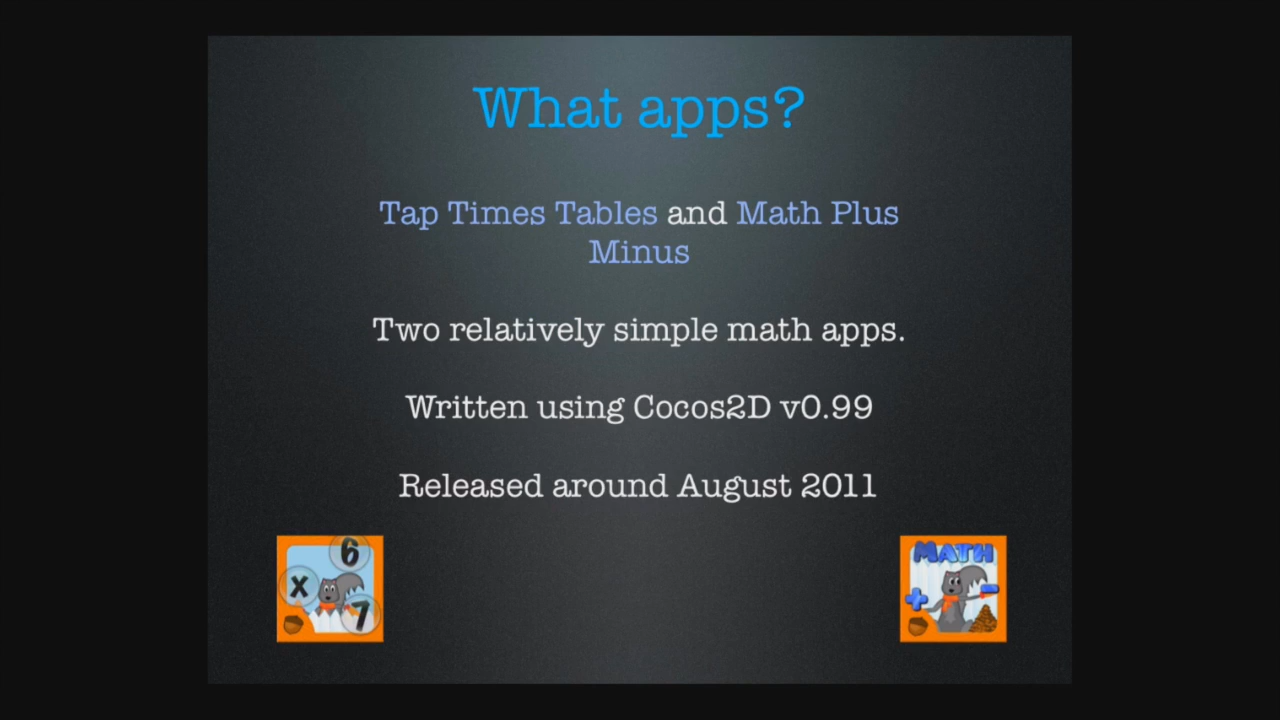 What apps?
Tap Times Tables and Math Plus
Minus
Two relatively simple math apps.
Written using Cocos2D v0.99
Released around August 2011
6
X
7
MATH
+
-